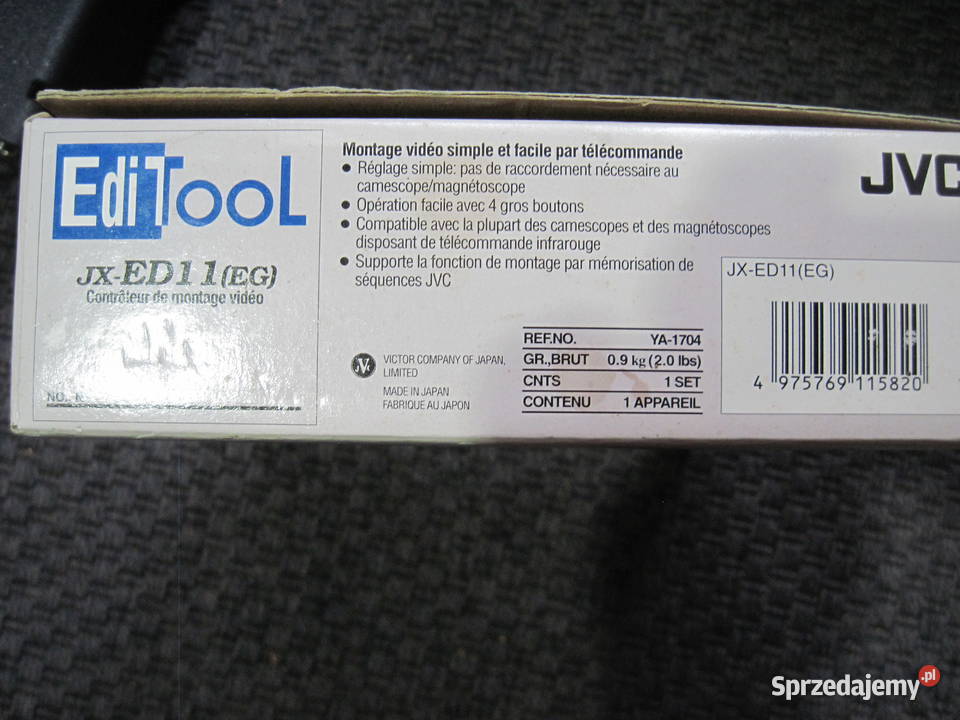 EdiTool
JX-ED11(EG)
Contrôleur de montage vidéo
NO.
Montage vidéo simple et facile par télécommande
● Réglage simple: pas de raccordement nécessaire au
camescope/magnétoscope
● Opération facile avec 4 gros boutons
● Compatible avec la plupart des camescopes et des magnétoscopes
disposant de télécommande infrarouge
● Supporte la fonction de montage par mémorisation de
séquences JVC
JVC
VICTOR COMPANY OF JAPAN,
LIMITED
MADE IN JAPAN
FABRIQUE AU JAPON
REF.NO. YA-1704
GR.,BRUT 0.9 kg (2.0 lbs)
CNTS 1 SET
CONTENU 1 APPAREIL
JX-ED11(EG)
4 975769 115820
Sprzedajemy.pl